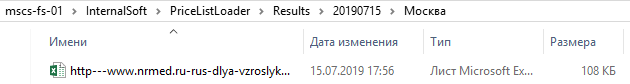 mscs-fs-01 > InternalSoft > PriceListLoader > Results > 20190715 > Москва
Имени Дата изменения Тип Размер
http---www.nrmed.ru-rus-dlya-vzroslyk... 15.07.2019 17:56 Лист Microsoft Ex... 108 КБ